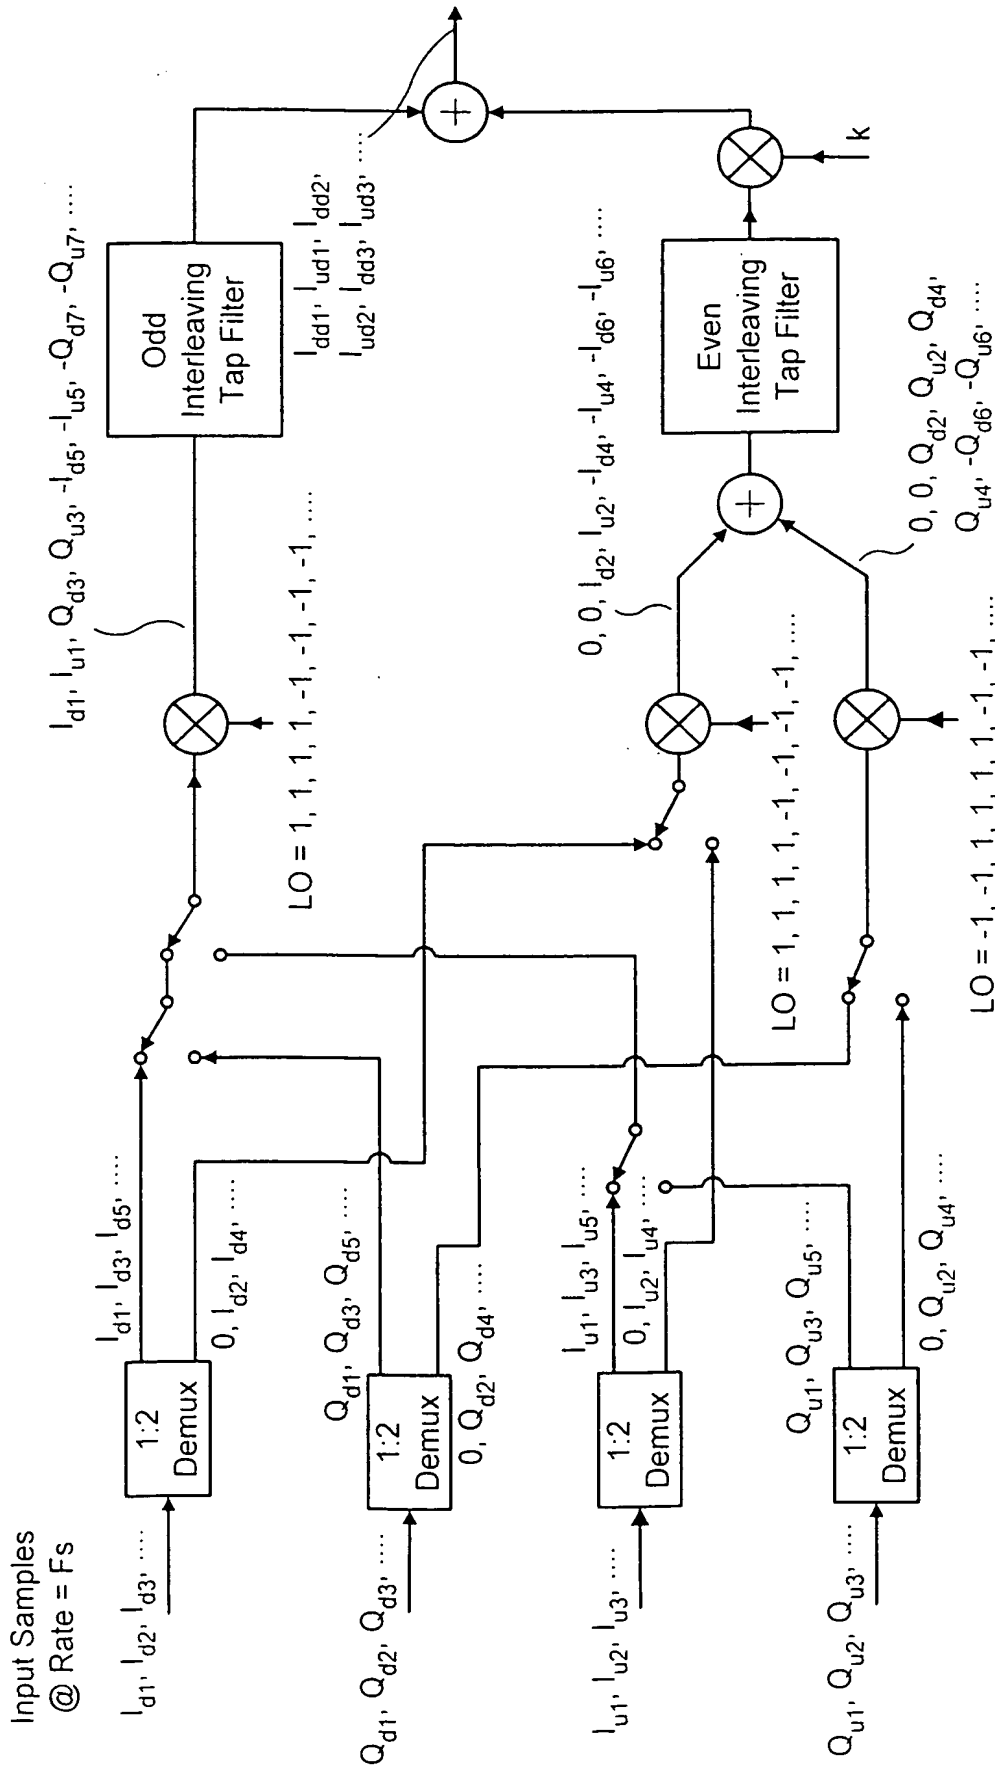 Input Samples
@ Rate = Fs
I_d1, I_d2, I_d3, ....
1:2
Demux
I_d1, I_d3, I_d5, ....
0, I_d2, I_d4, ....
Q_d1, Q_d2, Q_d3, ....
1:2
Demux
Q_d1, Q_d3, Q_d5, ....
0, Q_d2, Q_d4, ....
I_u1, I_u2, I_u3, ....
1:2
Demux
I_u1, I_u3, I_u5, ....
0, I_u2, I_u4, ....
Q_u1, Q_u2, Q_u3, ....
1:2
Demux
Q_u1, Q_u3, Q_u5, ....
0, Q_u2, Q_u4, ....
I_d1, I_u1, Q_d3, Q_u3, -I_d5, -I_u5, -Q_d7, -Q_u7, ....
LO = 1, 1, 1, 1, -1, -1, -1, -1, ....
Odd
Interleaving
Tap Filter
I_dd1, I_ud1, I_dd2,
I_ud2, I_dd3, I_ud3, ....
0, 0, I_d2, I_u2, -I_d4, -I_u4, -I_d6, -I_u6, ....
LO = 1, 1, 1, 1, -1, -1, -1, -1, ....
Even
Interleaving
Tap Filter
k
0, 0, Q_d2, Q_u2, Q_d4,
Q_u4, -Q_d6, -Q_u6, ....
LO = -1, -1, 1, 1, 1, 1, -1, -1, ....